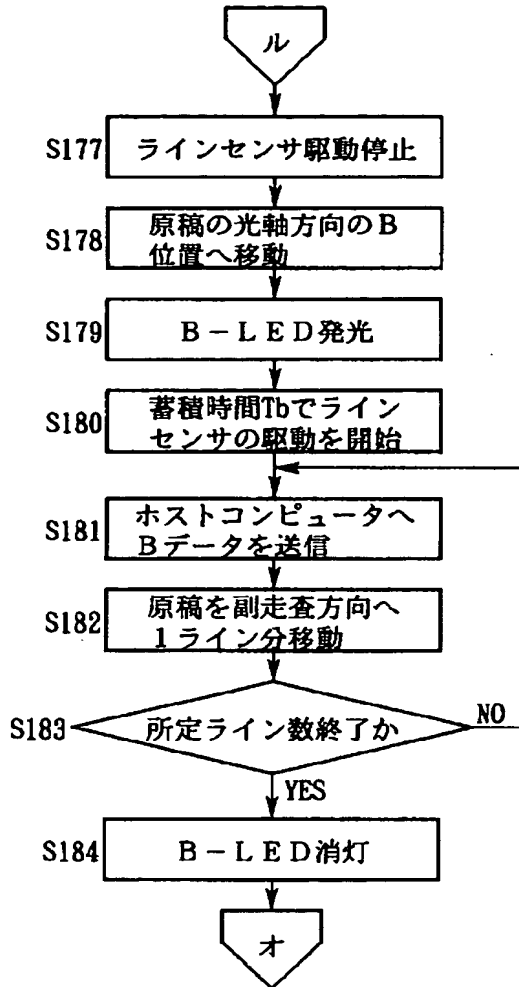 ル
S177
ラインセンサ駆動停止
S178
原稿の光軸方向のB
位置へ移動
S179
B-LED発光
S180
蓄積時間Tbでライン
センサの駆動を開始
S181
ホストコンピュータへ
Bデータを送信
S182
原稿を副走査方向へ
1ライン分移動
S183
所定ライン数終了か
NO
YES
S184
B-LED消灯
オ